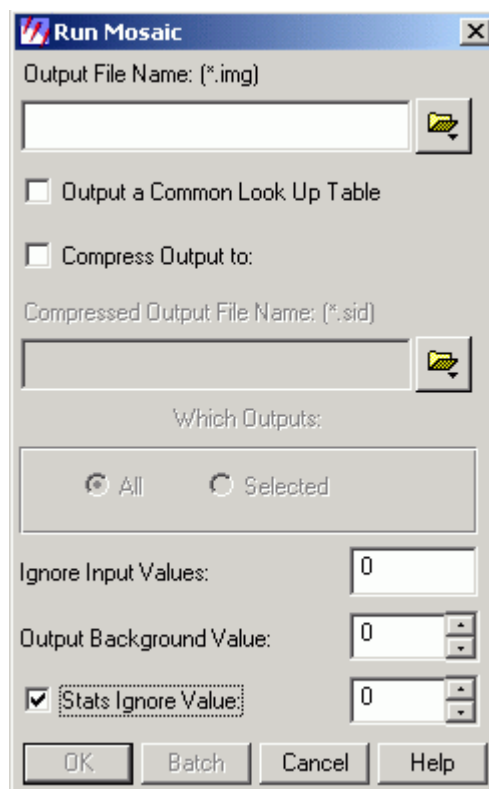 Run Mosaic
Output File Name: (*.img)
Output a Common Look Up Table
Compress Output to:
Compressed Output File Name: (*.sid)
Which Outputs:
All Selected
Ignore Input Values: 0
Output Background Value: 0
Stats Ignore Value: 0
OK Batch Cancel Help